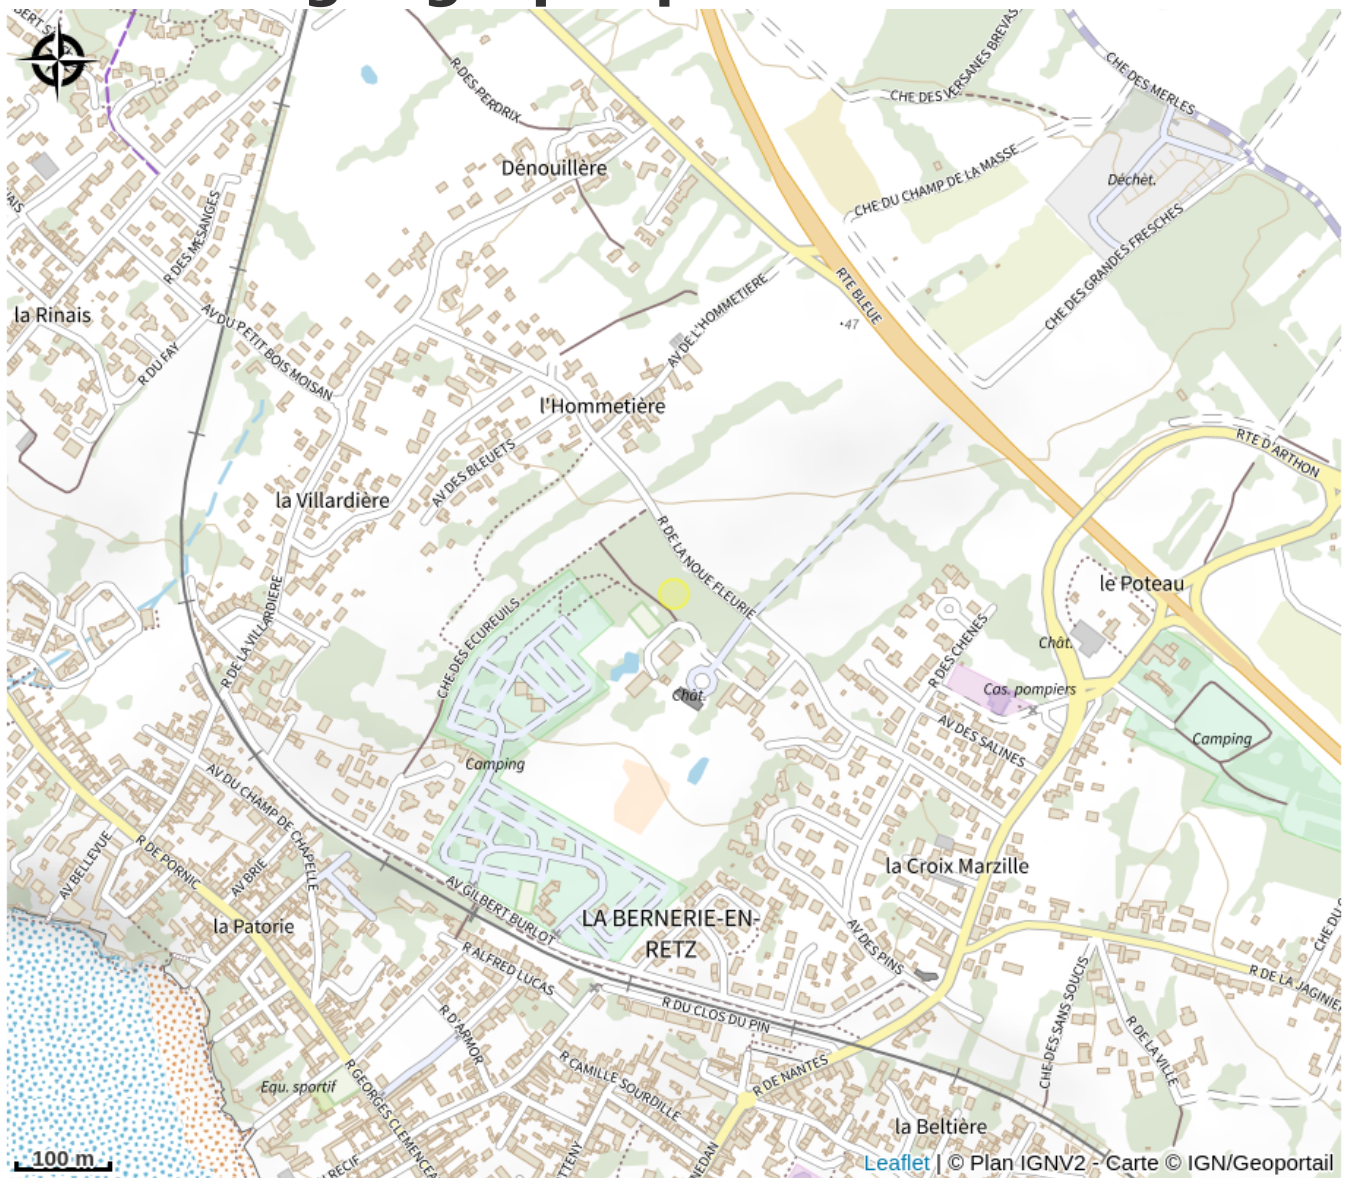 R DES PERDRIX
CHE DES VERSANES BREVAS
CHE DES MERLES
Dénouillère
CHE DU CHAMP DE LA MASSE
Déchèt.
R DES MESANGES
CHE DES GRANDES FRESCHES
RTE BLEUE
la Rinais
AV DU PETIT BOIS MOISAN
AV DE L'HOMMETIERE
47
R DU FAY
l'Hommetière
RTE D'ARTHON
AV DES BLEUETS
la Villardière
R DE LA NOUE FLEURIE
le Poteau
R DE LA VILLARDIERE
CHE DES ECUREUILS
R DES CHENES
Chât.
Cas. pompiers
Chât.
AV DES SALINES
Camping
Camping
AV DU CHAMP DE CHAPELLE
R DE PORNIC
AV BELLEVUE
AV BRIE
la Croix Marzille
AV GILBERT BURLOT
LA BERNERIE-EN-
RETZ
la Patorie
AV DES PINS
R ALFRED LUCAS
R DE LA JAGINIE
R DU CLOS DU PIN
R D'ARMOR
CHE DES SANS SOUCIS
R DE LA VILLE
R CAMILLE SOURDILLE
R DE NANTES
Equ. sportif
R GEORGES CLEMENCEA
la Beltière
100 m
Leaflet | © Plan IGNV2 - Carte © IGN/Geoportail